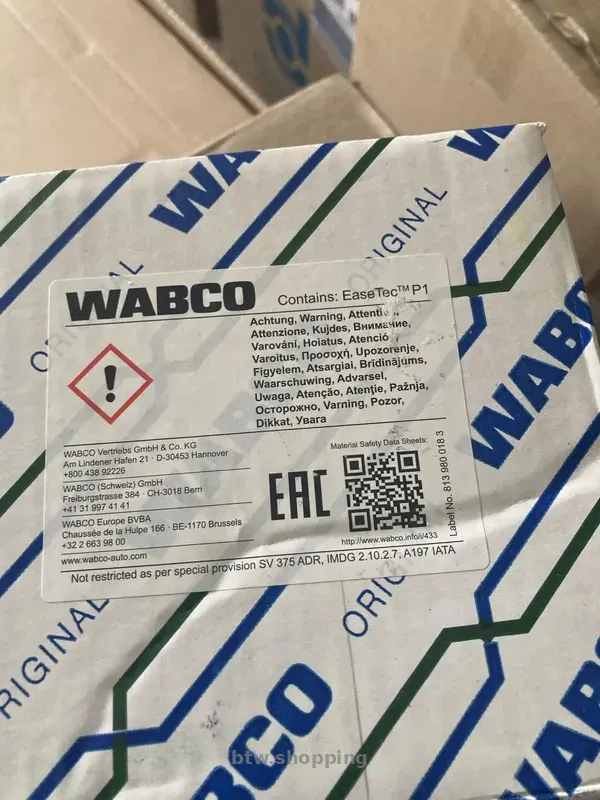 WABCO
ORIGINAL
WABCO
WABCO Contains: EaseTec™ P1
Achtung, Warning,
Attenzione, Kujdes, Внимание,
Varování, Hoiatus, Atenció
Varoitus, Προσοχή, Upozorenje,
Figyelem, Atsargiai, Brīdinājums,
Waarschuwing, Advarsel,
Uwaga, Atenção, Atenție, Pažnja,
Осторожно, Varning, Pozor,
Dikkat, Увага
WABCO Vertriebs GmbH & Co. KG
Am Lindener Hafen 21 · D-30453 Hannover
+800 438 92226
WABCO (Schweiz) GmbH
Freiburgstrasse 384 · CH-3018 Bern
+41 31 997 41 41
WABCO Europe BVBA
Chaussée de la Hulpe 166 · BE-1170 Brussels
+32 2 663 98 00
www.wabco-auto.com
EAC
Material Safety Data Sheets:
http://www.wabco.info/i/433
Label No. 813 980 018 3
Not restricted as per special provision SV 375 ADR, IMDG 2.10.2.7, A197 IATA
ORIGINAL
WABCO
btw.shopping